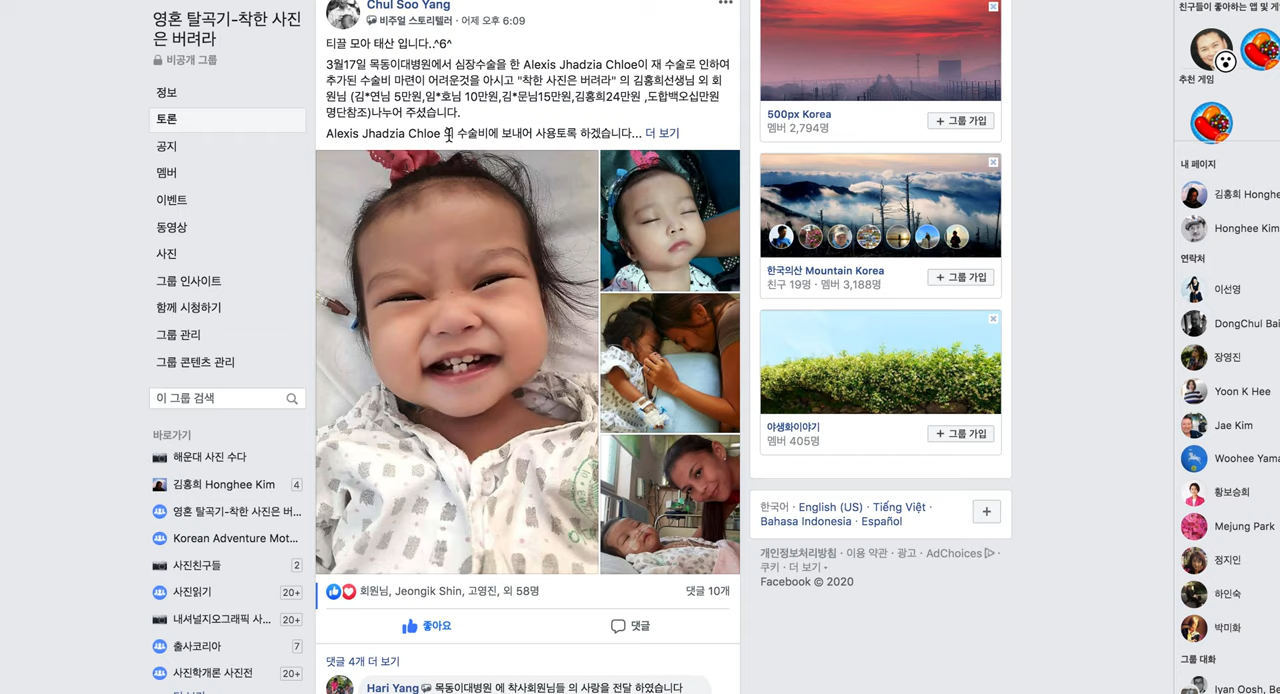 영혼 탈곡기-착한 사진
은 버려라
비공개 그룹
정보
토론
공지
멤버
이벤트
동영상
사진
그룹 인사이트
함께 시청하기
그룹 관리
그룹 콘텐츠 관리
이 그룹 검색
바로가기
해운대 사진 수다
김홍희 Honghee Kim 4
영혼 탈곡기-착한 사진은 버...
Korean Adventure Mot...
사진친구들 2
사진읽기 20+
내셔널지오그래픽 사... 20+
출사코리아 7
사진학개론 사진전 20+
Chul Soo Yang
비주얼 스토리텔러 · 어제 오후 6:09
티끌 모아 태산 입니다..^6^
3월17일 목동이대병원에서 심장수술을 한 Alexis Jhadzia Chloe이 재 수술로 인하여
추가된 수술비 마련이 어려운것을 아시고 "착한 사진은 버려라" 의 김홍희선생님 외 회
원님 (김*연님 5만원,임*호님 10만원,김*문님15만원,김홍희24만원 ,도합백오십만원
명단참조)나누어 주셨습니다.
Alexis Jhadzia Chloe 의 수술비에 보내어 사용토록 하겠습니다... 더 보기
회원님, Jeongik Shin, 고영진, 외 58명
댓글 10개
좋아요
댓글
댓글 4개 더 보기
Hari Yang 목동이대병원 에 착사회원님들 의 사랑을 전달 하였습니다
500px Korea
멤버 2,794명
+ 그룹 가입
한국의산 Mountain Korea
친구 19명 · 멤버 3,188명
+ 그룹 가입
야생화이야기
멤버 405명
+ 그룹 가입
한국어 · English (US) · Tiếng Việt ·
Bahasa Indonesia · Español
+
개인정보처리방침 · 이용 약관 · 광고 · AdChoices ·
쿠키 · 더 보기
Facebook © 2020
친구들이 좋아하는 앱 및 게
추천 게임
내 페이지
김홍희 Honghe
Honghee Kim
연락처
이선영
DongChul Bai
장영진
Yoon K Hee
Jae Kim
Woohee Yama
황보승희
Mejung Park
정지인
하인숙
박미화
그룹 대화
Iyan Oosh, Be